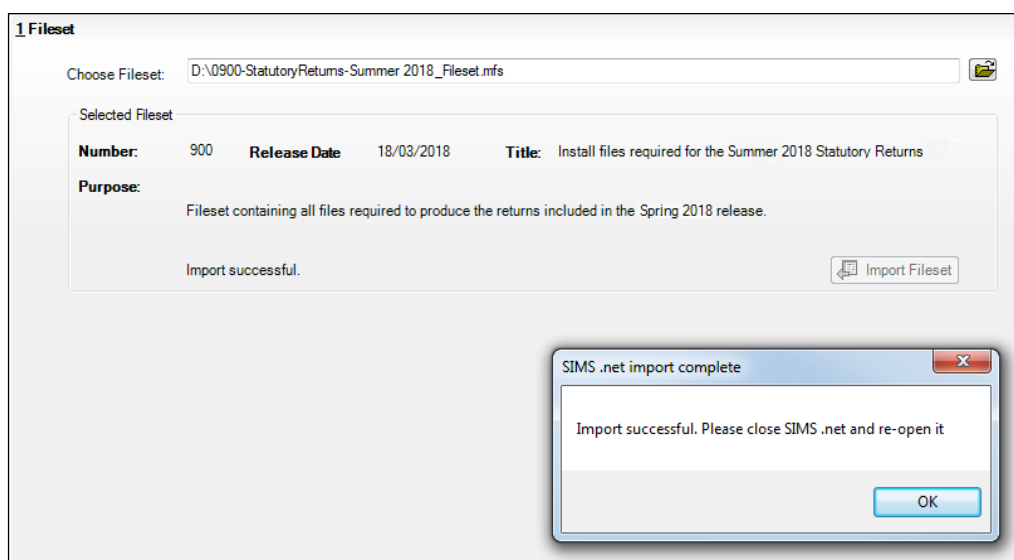 1 Fileset
Choose Fileset: D:\0900-StatutoryReturns-Summer 2018_Fileset.mfs
Selected Fileset
Number: 900 Release Date 18/03/2018 Title: Install files required for the Summer 2018 Statutory Returns
Purpose:
Fileset containing all files required to produce the returns included in the Spring 2018 release.
Import successful. Import Fileset
SIMS .net import complete
Import successful. Please close SIMS .net and re-open it
OK